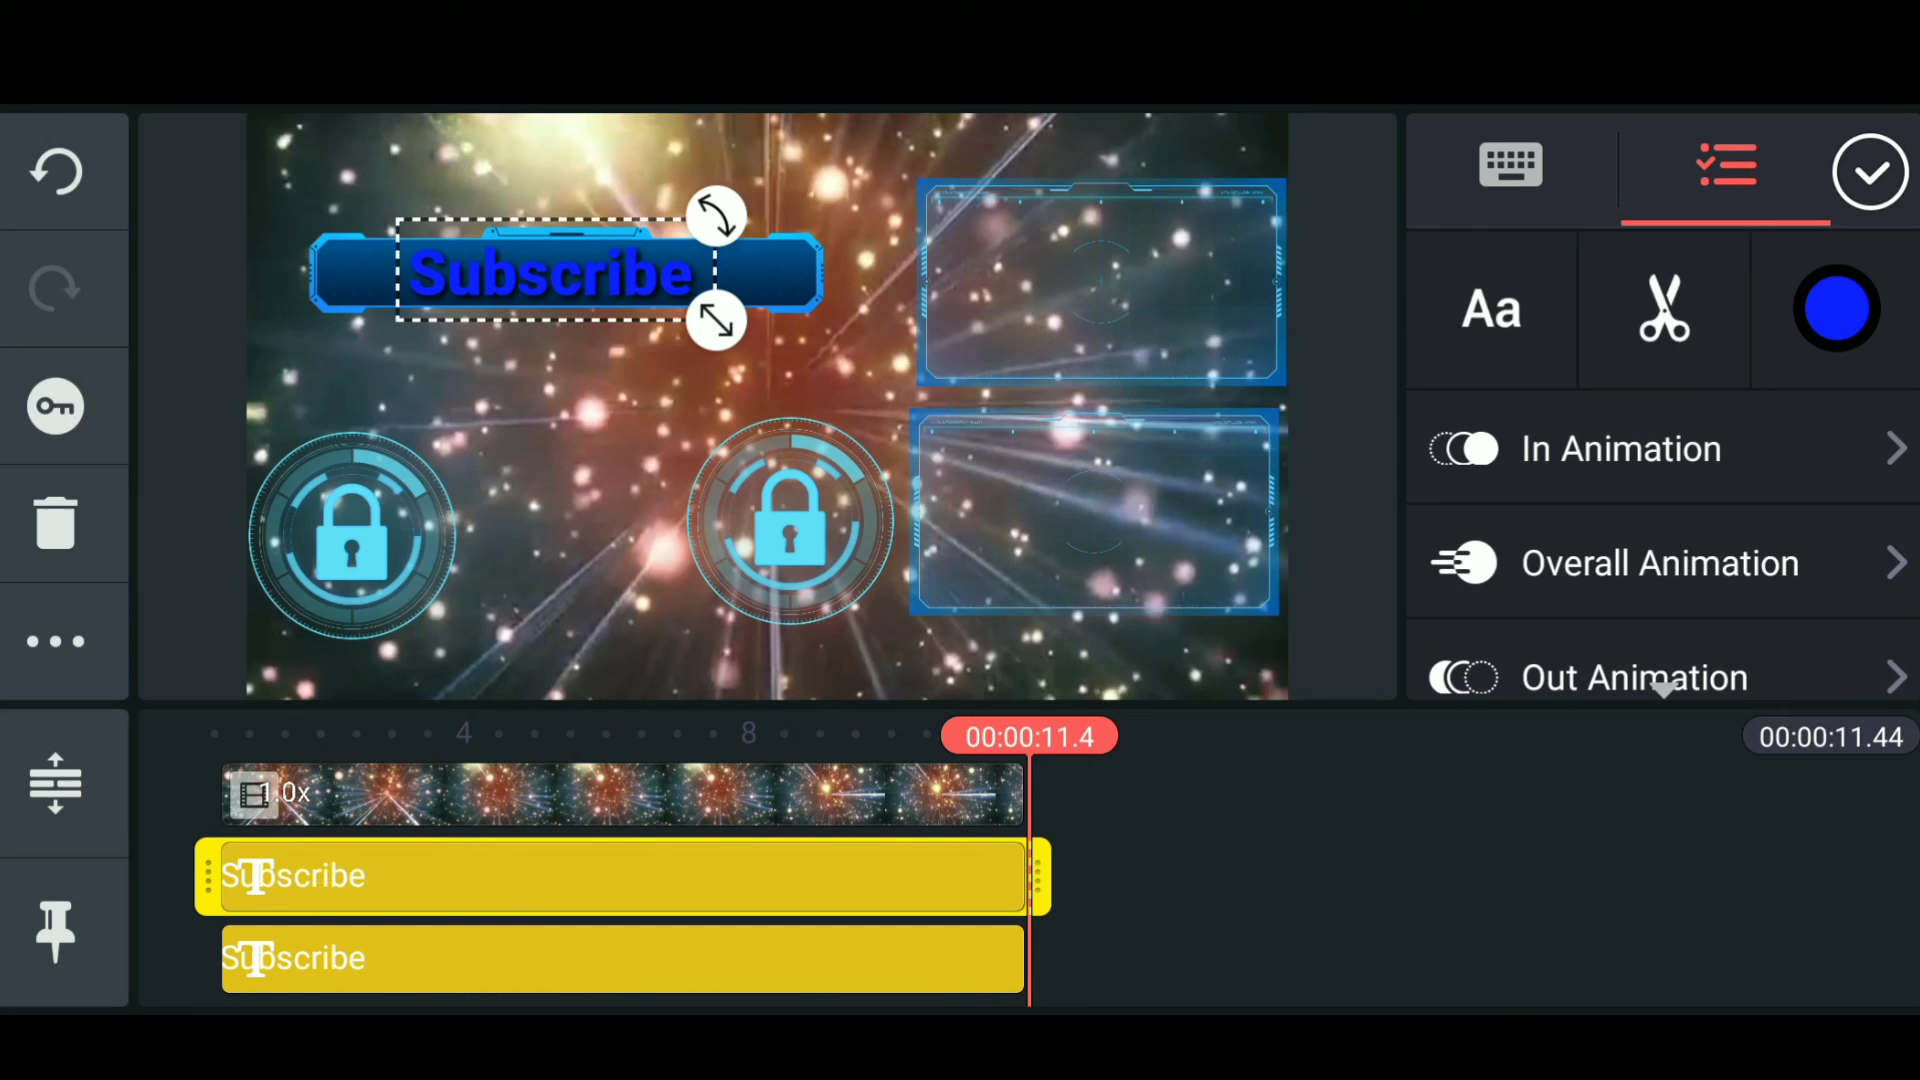 Subscribe
Aa
In Animation
Overall Animation
Out Animation
4
8
00:00:11.4
00:00:11.44
1.0x
Subscribe
Subscribe